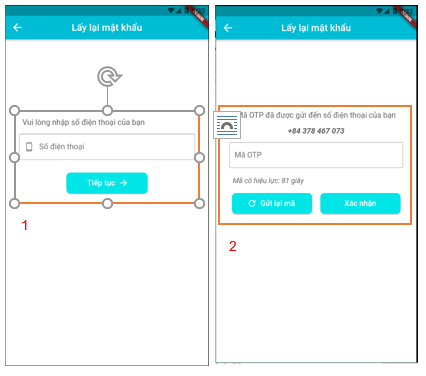 Lấy lại mật khẩu
Vui lòng nhập số điện thoại của bạn
Số điện thoại
Tiếp tục →
1
Lấy lại mật khẩu
Mã OTP đã được gửi đến số điện thoại của bạn
+84 378 467 073
Mã OTP
Mã có hiệu lực: 81 giây
Gửi lại mã
Xác nhận
2